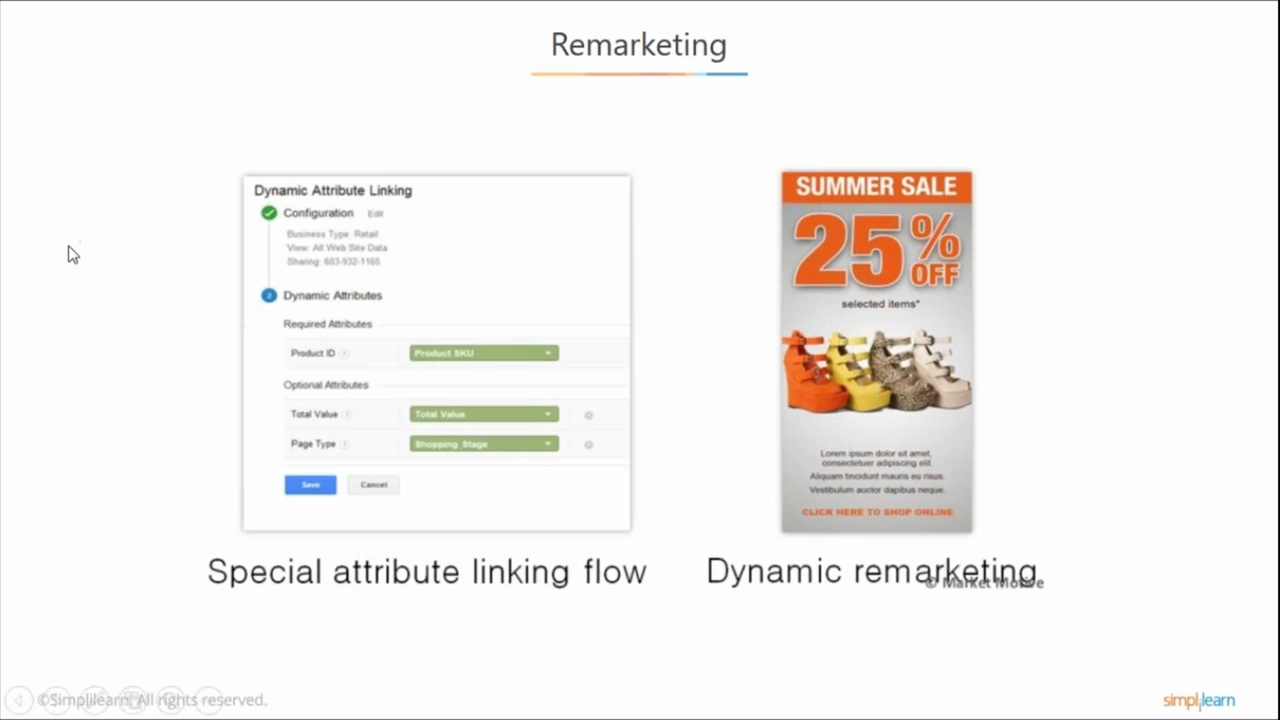 Remarketing
Dynamic Attribute Linking
Configuration Edit
Business Type: Retail
View: All Web Site Data
Sharing: 603-932-1165
2 Dynamic Attributes
Required Attributes
Product ID ? Product SKU
Optional Attributes
Total Value ? Total Value
Page Type ? Shopping Stage
Save Cancel
SUMMER SALE
25% OFF
selected items*
Lorem ipsum dolor sit amet,
consectetuer adipiscing elit.
Aliquam tincidunt mauris eu risus.
Vestibulum auctor dapibus neque.
CLICK HERE TO SHOP ONLINE
Special attribute linking flow
Dynamic remarketing
© Market Motive
©Simplilearn. All rights reserved.
simplilearn